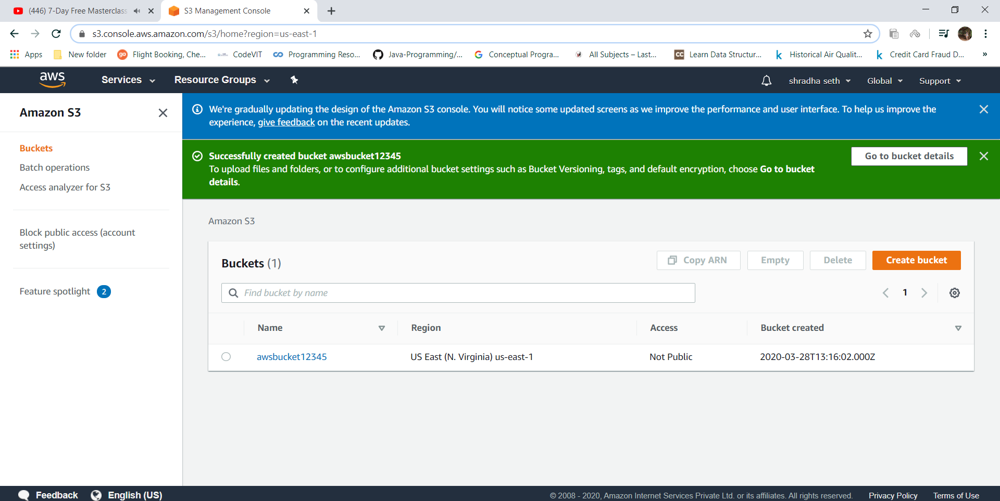 (446) 7-Day Free Masterclass
S3 Management Console
s3.console.aws.amazon.com/s3/home?region=us-east-1
Apps
New folder
go
Flight Booking, Che...
CodeVIT
Programming Reso...
Java-Programming/...
Conceptual Progra...
All Subjects – Last...
CC
Learn Data Structur...
k
Historical Air Qualit...
k
Credit Card Fraud D...
»
aws
Services
Resource Groups
shradha seth
Global
Support
Amazon S3
Buckets
Batch operations
Access analyzer for S3
Block public access (account
settings)
Feature spotlight 2
We're gradually updating the design of the Amazon S3 console. You will notice some updated screens as we improve the performance and user interface. To help us improve the
experience, give feedback on the recent updates.
Successfully created bucket awsbucket12345
To upload files and folders, or to configure additional bucket settings such as Bucket Versioning, tags, and default encryption, choose Go to bucket
details.
Go to bucket details
Amazon S3
Buckets (1)
Copy ARN
Empty
Delete
Create bucket
Find bucket by name
1
Name
Region
Access
Bucket created
awsbucket12345
US East (N. Virginia) us-east-1
Not Public
2020-03-28T13:16:02.000Z
Feedback
English (US)
© 2008 - 2020, Amazon Internet Services Private Ltd. or its affiliates. All rights reserved.
Privacy Policy
Terms of Use